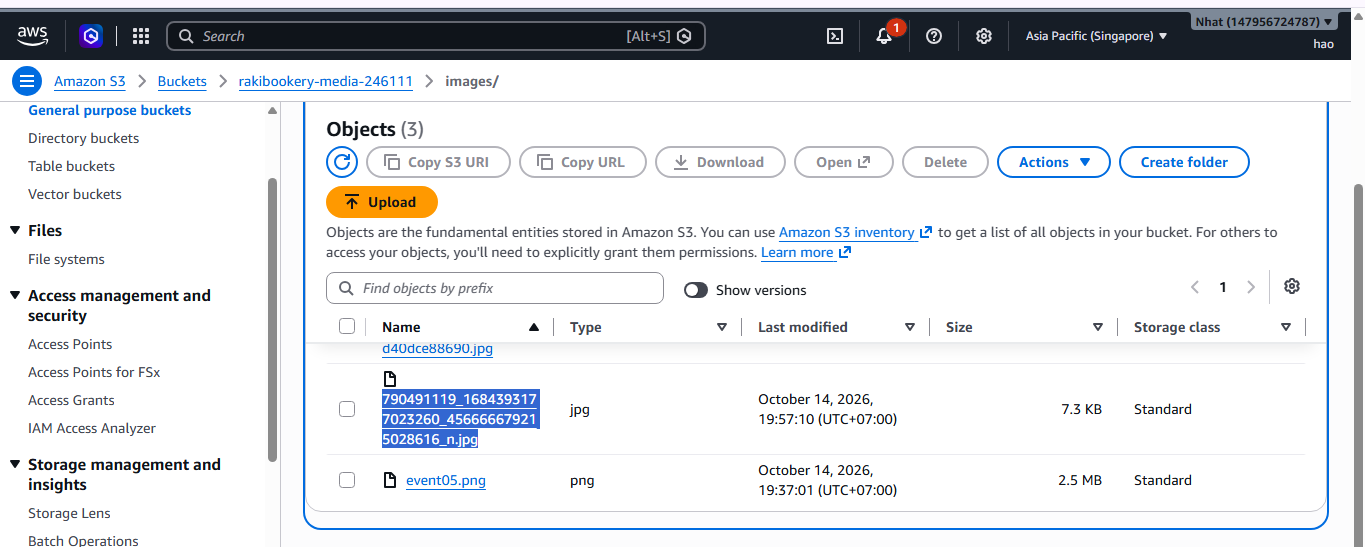 aws
Search
[Alt+S]
1
Asia Pacific (Singapore)
Nhat (147956724787)
hao
Amazon S3
Buckets
rakibookery-media-246111
images/
General purpose buckets
Directory buckets
Table buckets
Vector buckets
Files
File systems
Access management and
security
Access Points
Access Points for FSx
Access Grants
IAM Access Analyzer
Storage management and
insights
Storage Lens
Batch Operations
Objects (3)
Copy S3 URI
Copy URL
Download
Open
Delete
Actions
Create folder
Upload
Objects are the fundamental entities stored in Amazon S3. You can use Amazon S3 inventory to get a list of all objects in your bucket. For others to
access your objects, you'll need to explicitly grant them permissions. Learn more
Find objects by prefix
Show versions
1
Name
Type
Last modified
Size
Storage class
d40dce88690.jpg
790491119_168439317
7023260_45666667921
5028616_n.jpg
jpg
October 14, 2026,
19:57:10 (UTC+07:00)
7.3 KB
Standard
event05.png
png
October 14, 2026,
19:37:01 (UTC+07:00)
2.5 MB
Standard